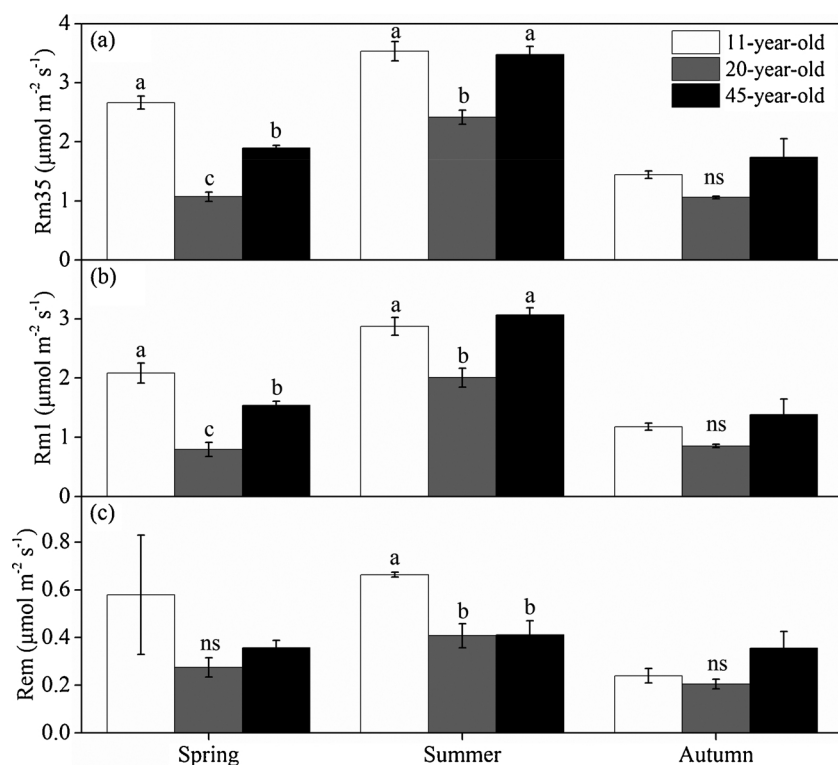 (a)
11-year-old
20-year-old
45-year-old
Rm35 (μmol m⁻² s⁻¹)
4
3
2
1
0
a
c
b
a
b
a
ns
(b)
Rm1 (μmol m⁻² s⁻¹)
3
2
1
0
a
c
b
a
b
a
ns
(c)
Rem (μmol m⁻² s⁻¹)
0.8
0.6
0.4
0.2
0.0
ns
a
b
b
ns
Spring Summer Autumn